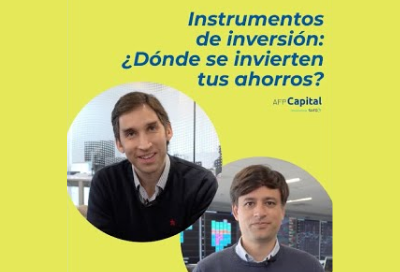 Instrumentos
de inversión:
¿Dónde se invierten
tus ahorros?
AFP Capital